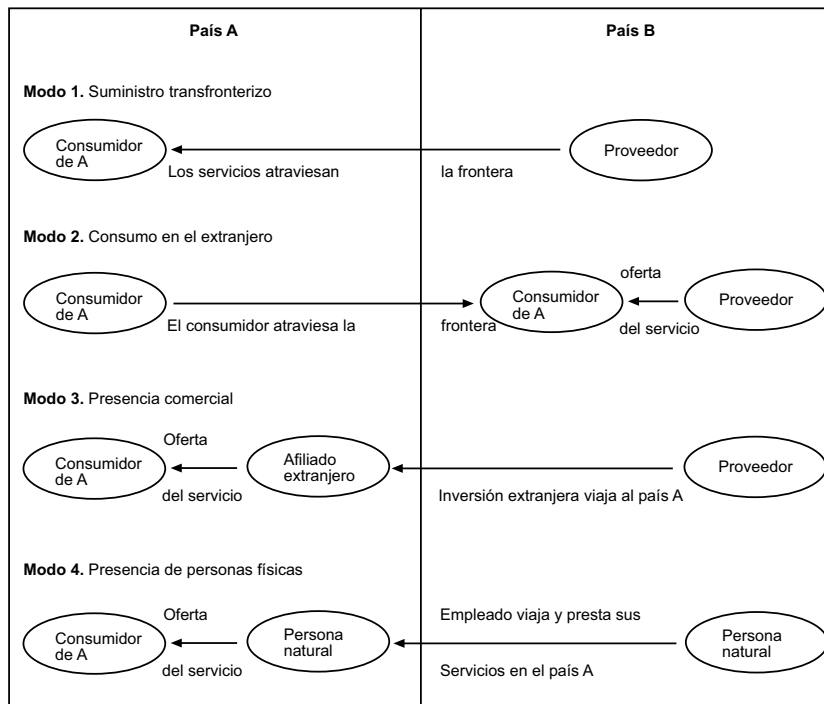 País A
País B
Modo 1. Suministro transfronterizo
Consumidor
de A
Proveedor
Los servicios atraviesan
la frontera
Modo 2. Consumo en el extranjero
Consumidor
de A
El consumidor atraviesa la
frontera
Consumidor
de A
oferta
del servicio
Proveedor
Modo 3. Presencia comercial
Consumidor
de A
Oferta
del servicio
Afiliado
extranjero
Inversión extranjera viaja al país A
Proveedor
Modo 4. Presencia de personas físicas
Consumidor
de A
Oferta
del servicio
Persona
natural
Empleado viaja y presta sus
Servicios en el país A
Persona
natural